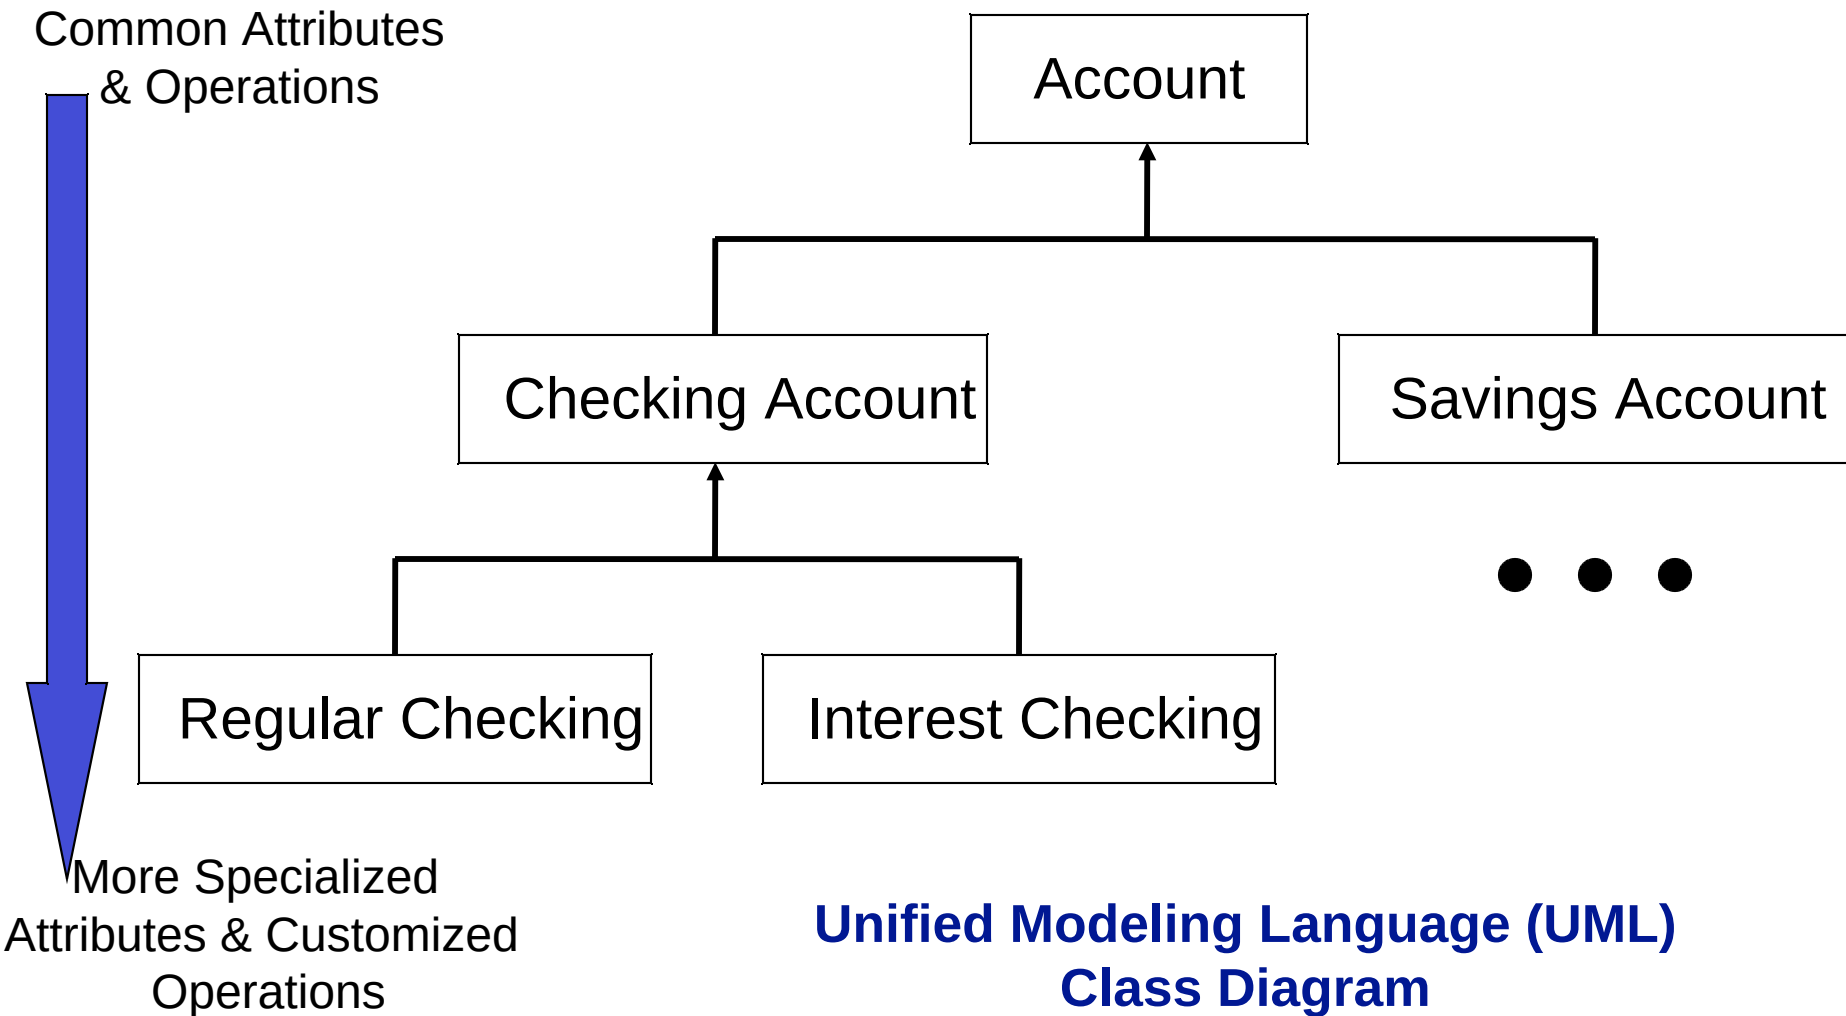 Common Attributes
& Operations
Account
Checking Account
Savings Account
Regular Checking
Interest Checking
More Specialized
Attributes & Customized
Operations
Unified Modeling Language (UML)
Class Diagram